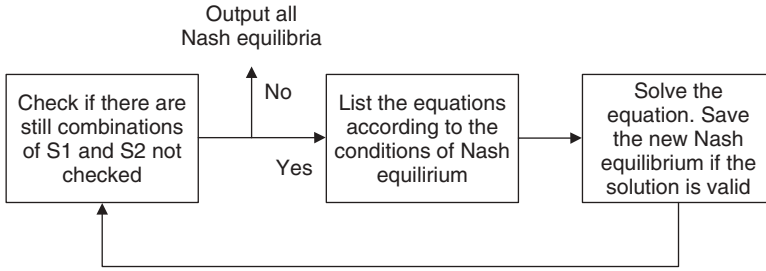 Output all
Nash equilibria
Check if there are
still combinations
of S1 and S2 not
checked
No
Yes
List the equations
according to the
conditions of Nash
equilirium
Solve the
equation. Save
the new Nash
equilibrium if the
solution is valid